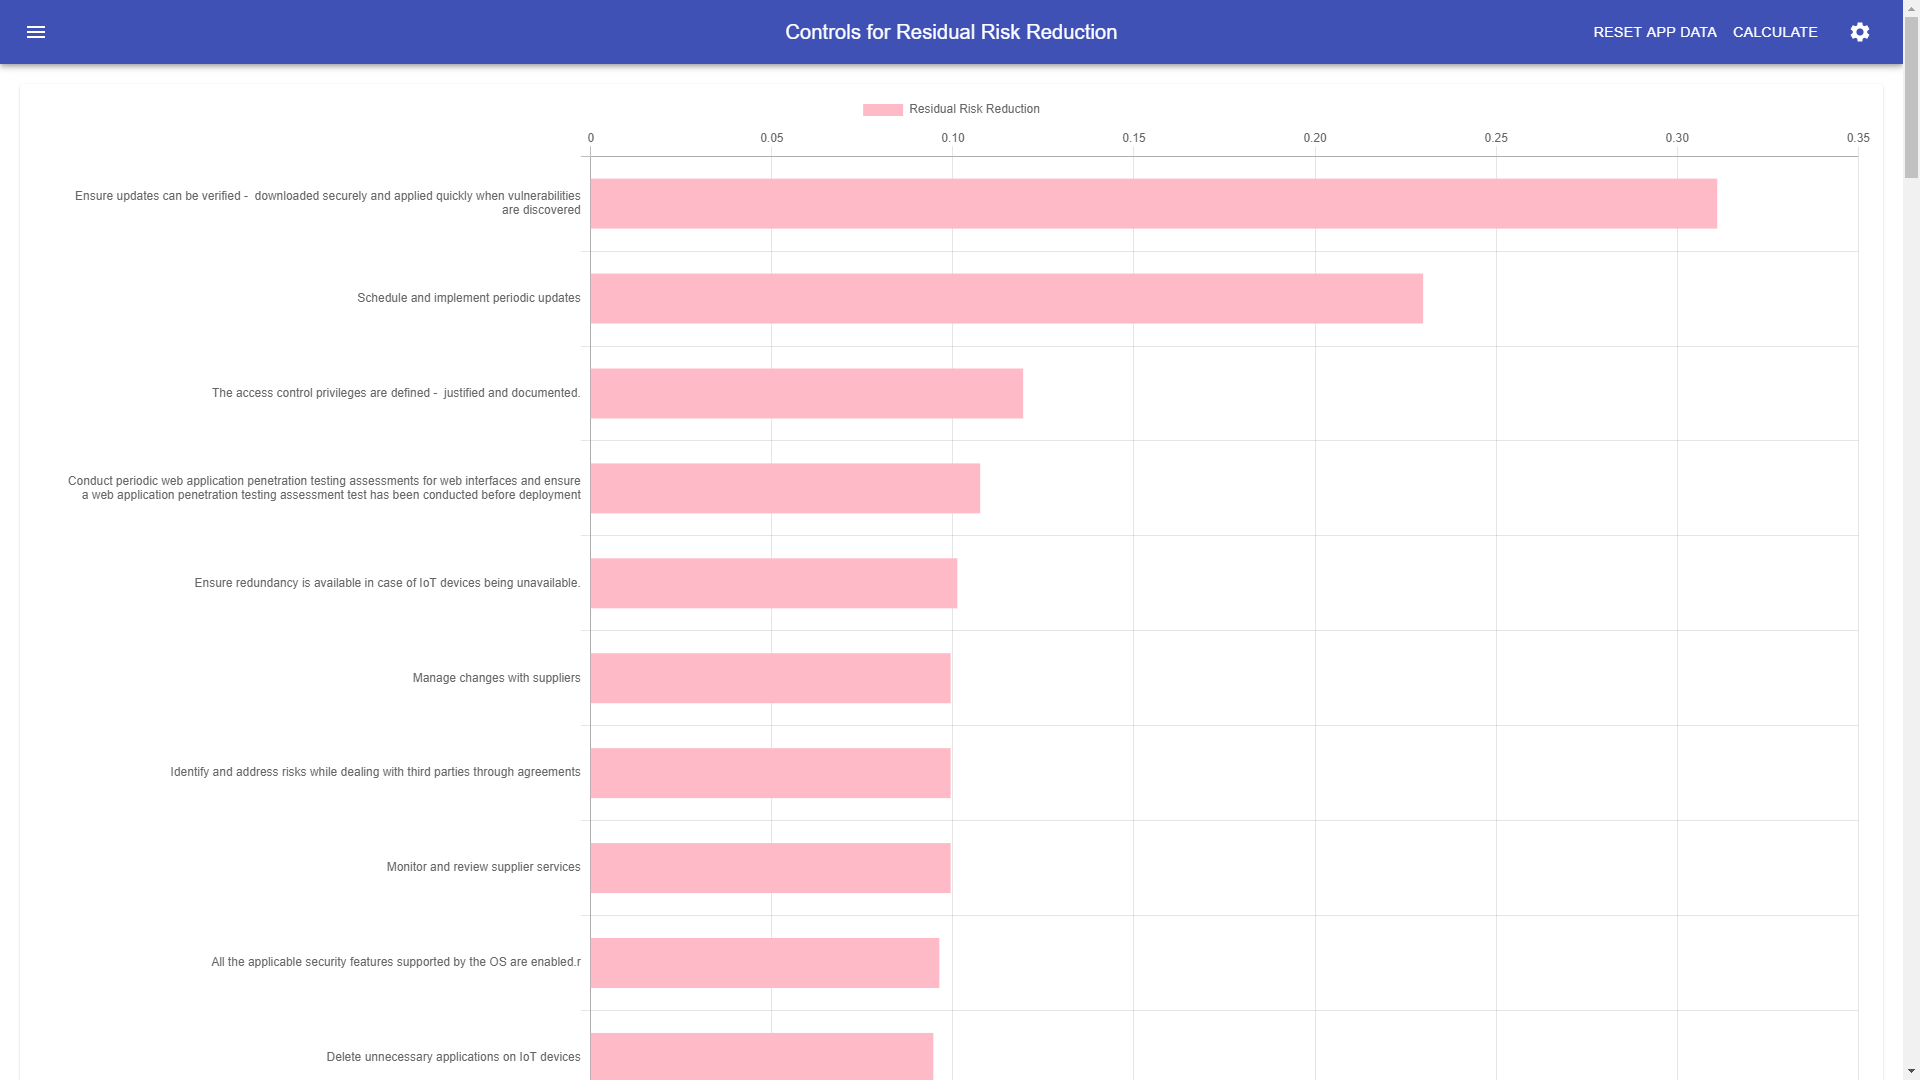 Controls for Residual Risk Reduction
RESET APP DATA
CALCULATE
Residual Risk Reduction
0 0.05 0.10 0.15 0.20 0.25 0.30 0.35
Ensure updates can be verified -  downloaded securely and applied quickly when vulnerabilities
are discovered
Schedule and implement periodic updates
The access control privileges are defined -  justified and documented.
Conduct periodic web application penetration testing assessments for web interfaces and ensure
a web application penetration testing assessment test has been conducted before deployment
Ensure redundancy is available in case of IoT devices being unavailable.
Manage changes with suppliers
Identify and address risks while dealing with third parties through agreements
Monitor and review supplier services
All the applicable security features supported by the OS are enabled.r
Delete unnecessary applications on IoT devices